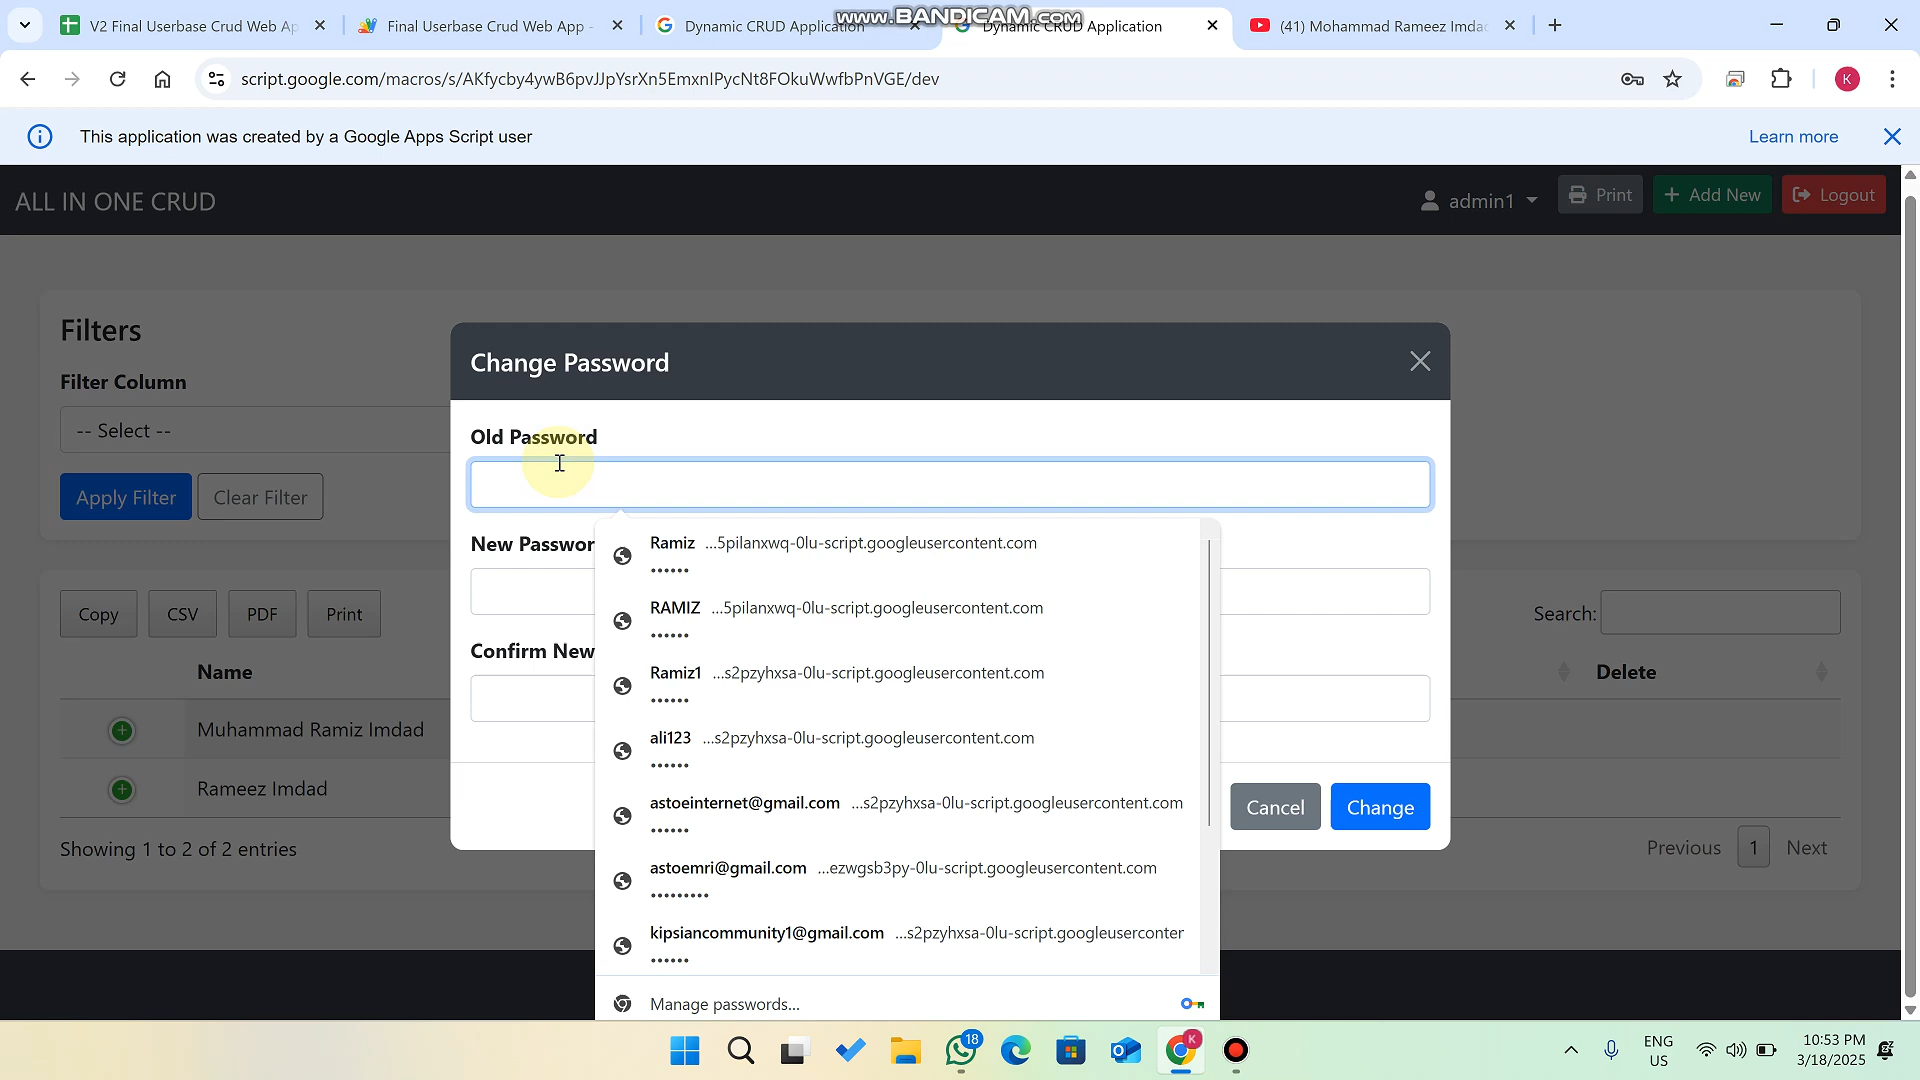 www.BANDICAM.com
V2 Final Userbase Crud Web Ap
Final Userbase Crud Web App -
Dynamic CRUD Application
Dynamic CRUD Application
(41) Mohammad Rameez Imdad
script.google.com/macros/s/AKfycby4ywB6pvJJpYsrXn5EmxnIPycNt8FOkuWwfbPnVGE/dev
K
This application was created by a Google Apps Script user
Learn more
ALL IN ONE CRUD
admin1
Print
Add New
Logout
Filters
Filter Column
-- Select --
Apply Filter
Clear Filter
Change Password
Old Password
New Passwor
Confirm New
Ramiz ...5pilanxwq-0lu-script.googleusercontent.com
••••••
RAMIZ ...5pilanxwq-0lu-script.googleusercontent.com
••••••
Ramiz1 ...s2pzyhxsa-0lu-script.googleusercontent.com
••••••
ali123 ...s2pzyhxsa-0lu-script.googleusercontent.com
••••••
astoeinternet@gmail.com ...s2pzyhxsa-0lu-script.googleusercontent.com
••••••
astoemri@gmail.com ...ezwgsb3py-0lu-script.googleusercontent.com
•••••••••
kipsiancommunity1@gmail.com ...s2pzyhxsa-0lu-script.googleuserconter
••••••
Manage passwords...
Cancel
Change
Copy
CSV
PDF
Print
Search:
Name
Delete
Muhammad Ramiz Imdad
Rameez Imdad
Showing 1 to 2 of 2 entries
Previous
1
Next
18
K
ENG
US
10:53 PM
3/18/2025